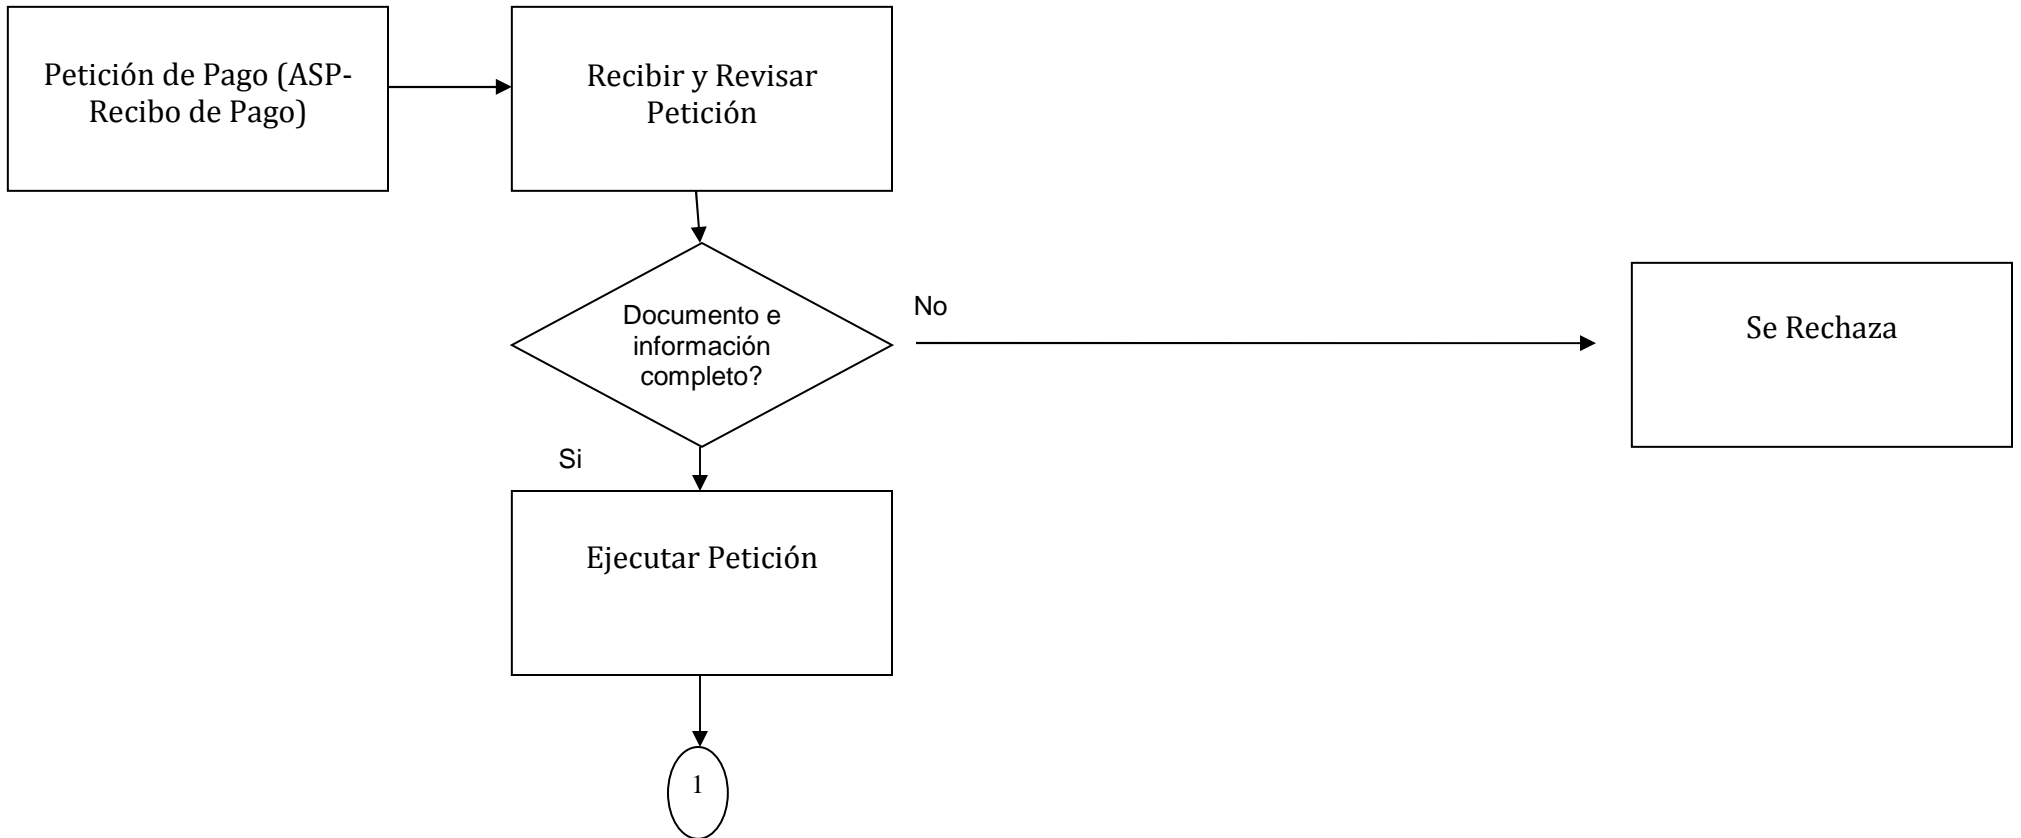 Petición de Pago (ASP-
Recibo de Pago)
Recibir y Revisar
Petición
Documento e
información
completo?
No
Se Rechaza
Si
Ejecutar Petición
1